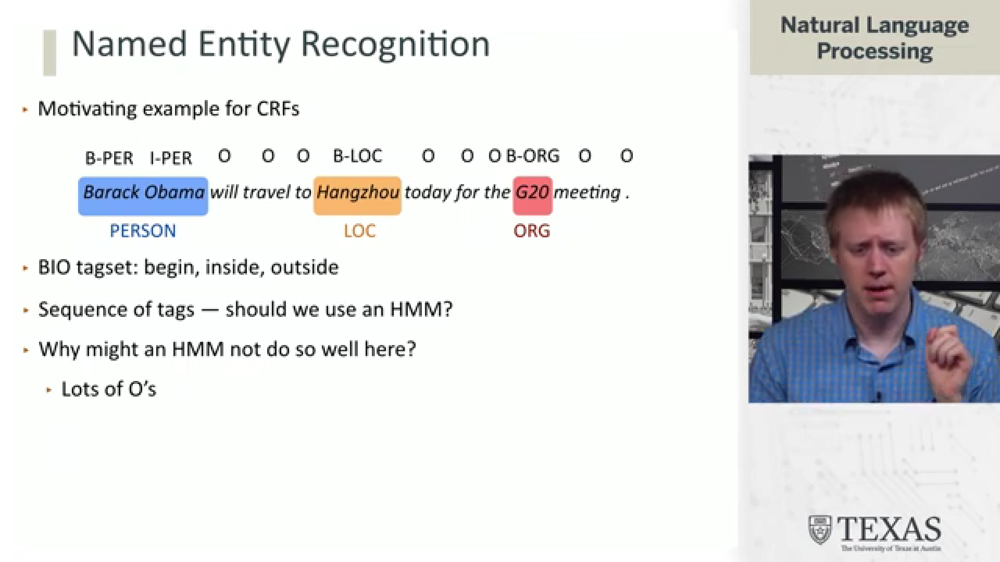 Named Entity Recognition
Natural Language
Processing
▸ Motivating example for CRFs
B-PER I-PER O O O B-LOC O O O B-ORG O O
Barack Obama will travel to Hangzhou today for the G20 meeting .
PERSON LOC ORG
▸ BIO tagset: begin, inside, outside
▸ Sequence of tags — should we use an HMM?
▸ Why might an HMM not do so well here?
▸ Lots of O's
TEXAS
The University of Texas at Austin